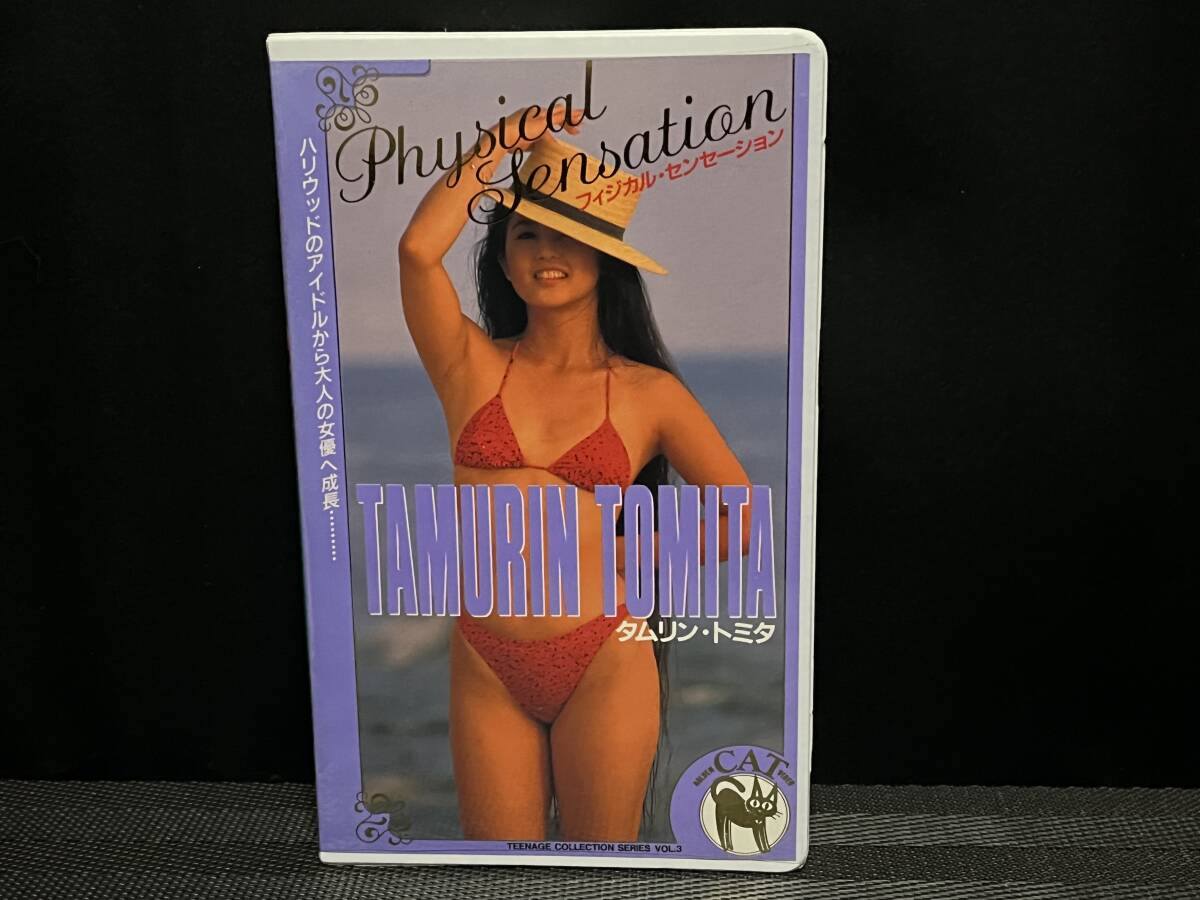 Physical
Sensation
フィジカル・センセーション
ハリウッドのアイドルから大人の女優へ成長………
TAMURIN TOMITA
タムリン・トミタ
CAT
TEENAGE COLLECTION SERIES VOL.3